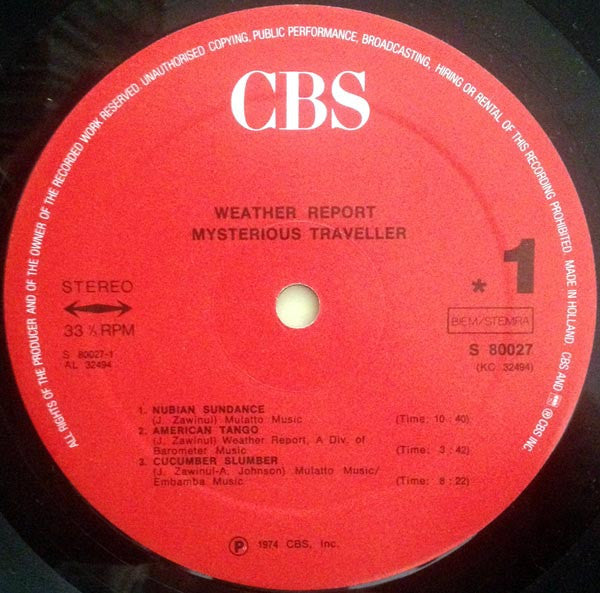 ALL RIGHTS OF THE PRODUCER AND OF THE OWNER OF THE RECORDED WORK RESERVED. UNAUTHORISED COPYING, PUBLIC PERFORMANCE, BROADCASTING, HIRING OR RENTAL OF THIS RECORDING PROHIBITED. MADE IN HOLLAND. CBS AND ℗ CBS INC
CBS
WEATHER REPORT
MYSTERIOUS TRAVELLER
* 1
STEREO
33 ⅓ RPM
BIEM/STEMRA
S 80027
(KC 32494)
S 80027-1
AL 32494
1. NUBIAN SUNDANCE
(J. Zawinul) Mulatto Music (Time: 10 : 40)
2. AMERICAN TANGO
(J. Zawinul) Weather Report, A Div. of
Barometer Music (Time: 3 : 42)
3. CUCUMBER SLUMBER
(J. Zawinul-A. Johnson) Mulatto Music/
Embamba Music (Time: 8 : 22)
℗ 1974 CBS, Inc.